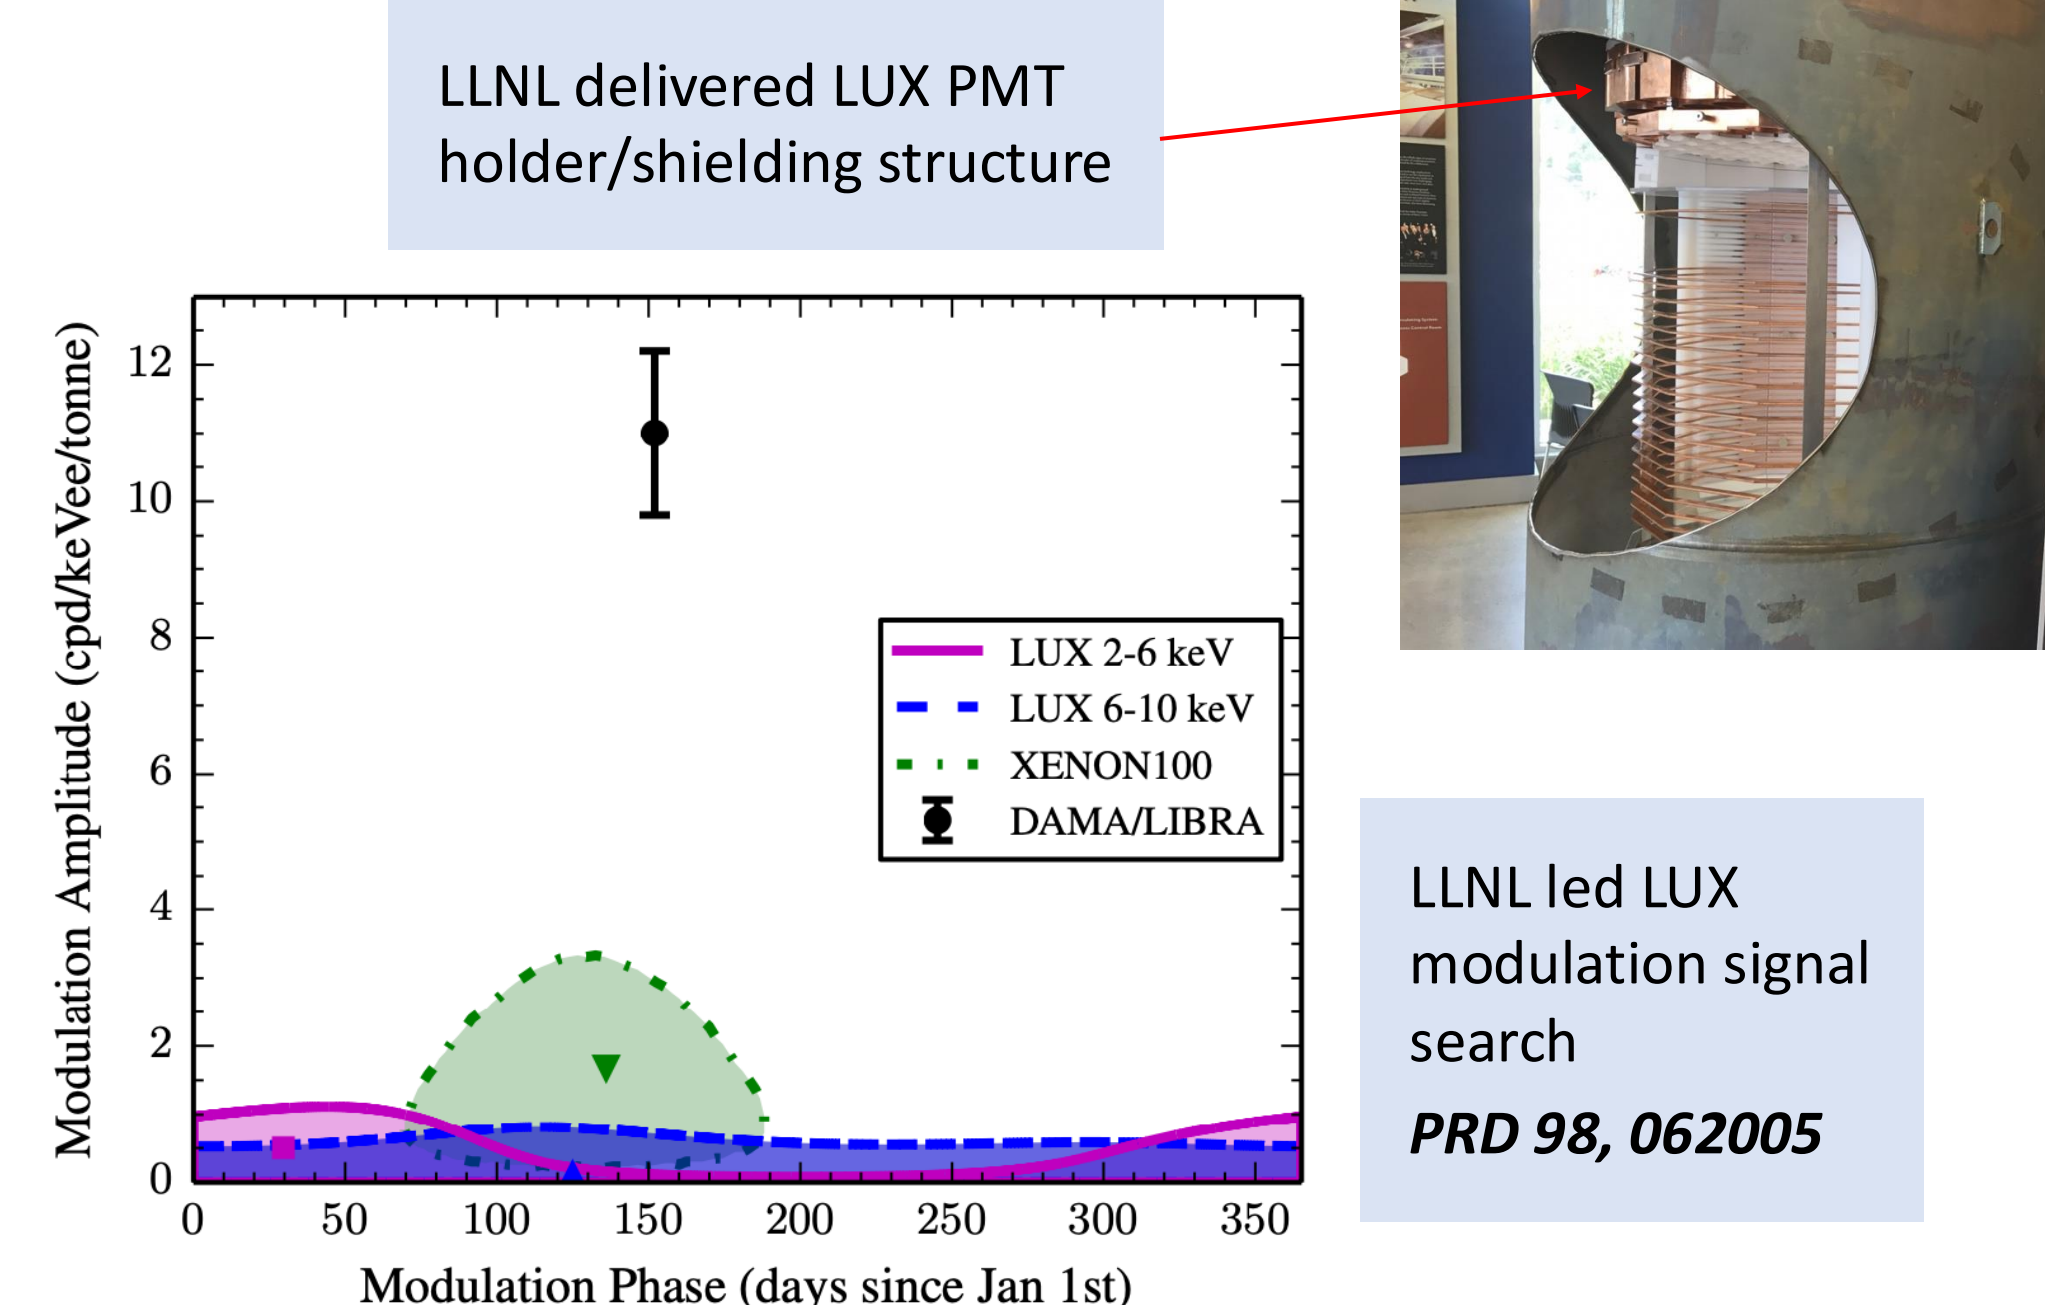 LLNL delivered LUX PMT
holder/shielding structure
Modulation Amplitude (cpd/keVee/tonne)
12
10
8
6
4
2
0
LUX 2-6 keV
LUX 6-10 keV
XENON100
DAMA/LIBRA
0 50 100 150 200 250 300 350
Modulation Phase (days since Jan 1st)
LLNL led LUX
modulation signal
search
PRD 98, 062005